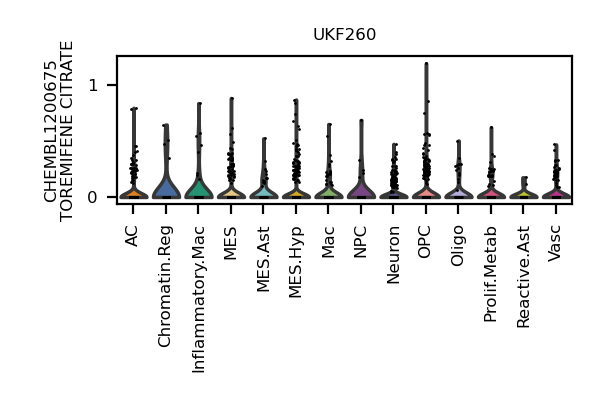 UKF260
CHEMBL1200675
TOREMIFENE CITRATE
1
0
AC
Chromatin.Reg
Inflammatory.Mac
MES
MES.Ast
MES.Hyp
Mac
NPC
Neuron
OPC
Oligo
Prolif.Metab
Reactive.Ast
Vasc